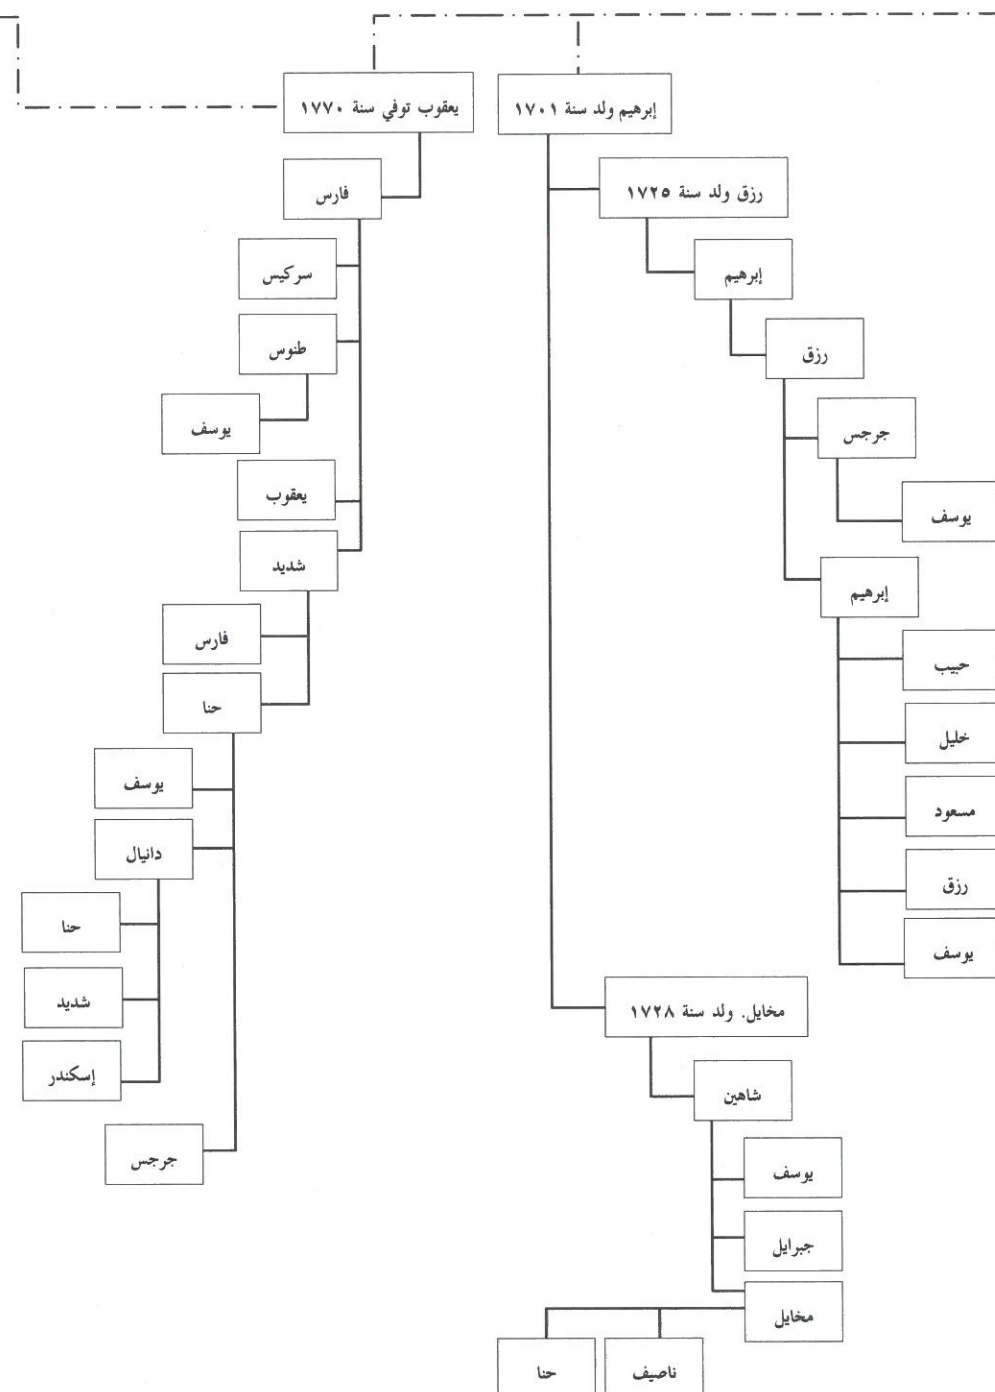 إبرهيم ولد سنة ١٧٠١
رزق ولد سنة ١٧٢٥
إبرهيم
رزق
جرجس
يوسف
إبرهيم
حبيب
خليل
مسعود
رزق
يوسف
مخايل. ولد سنة ١٧٢٨
شاهين
يوسف
جبرايل
مخايل
ناصيف
حنا
يعقوب توفي سنة ١٧٧٠
فارس
سركيس
طنوس
يوسف
يعقوب
شديد
فارس
حنا
يوسف
دانيال
حنا
شديد
إسكندر
جرجس